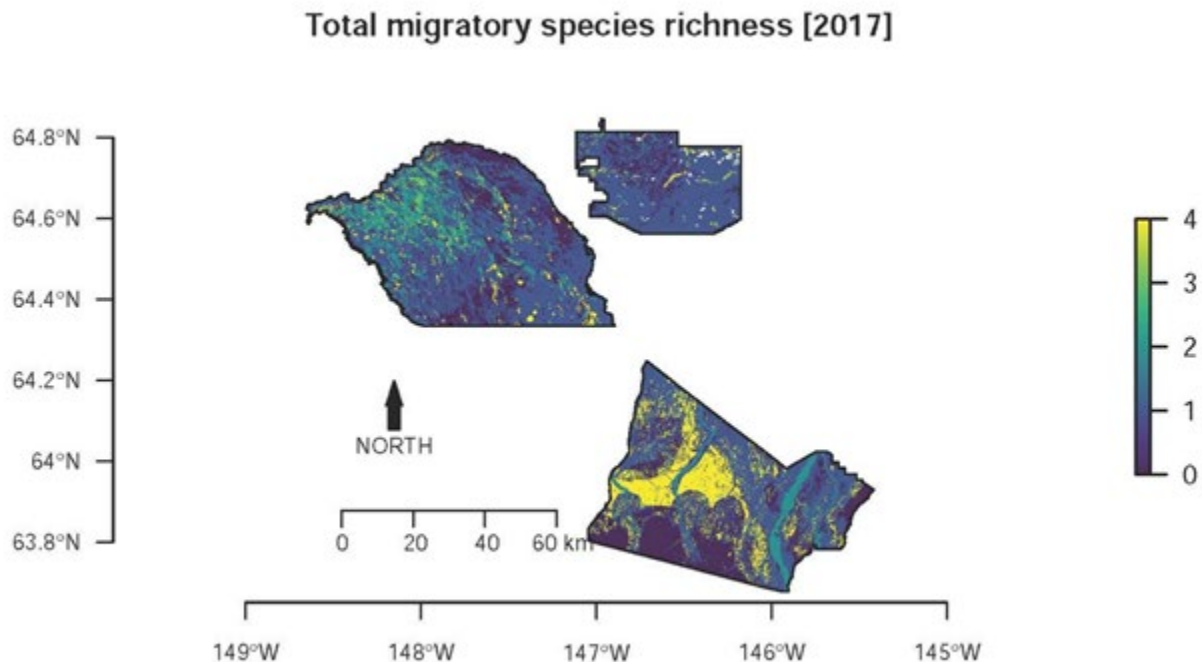 Total migratory species richness [2017]
64.8°N
64.6°N
64.4°N
64.2°N
64°N
63.8°N
NORTH
0 20 40 60 km
149°W 148°W 147°W 146°W 145°W
4
3
2
1
0